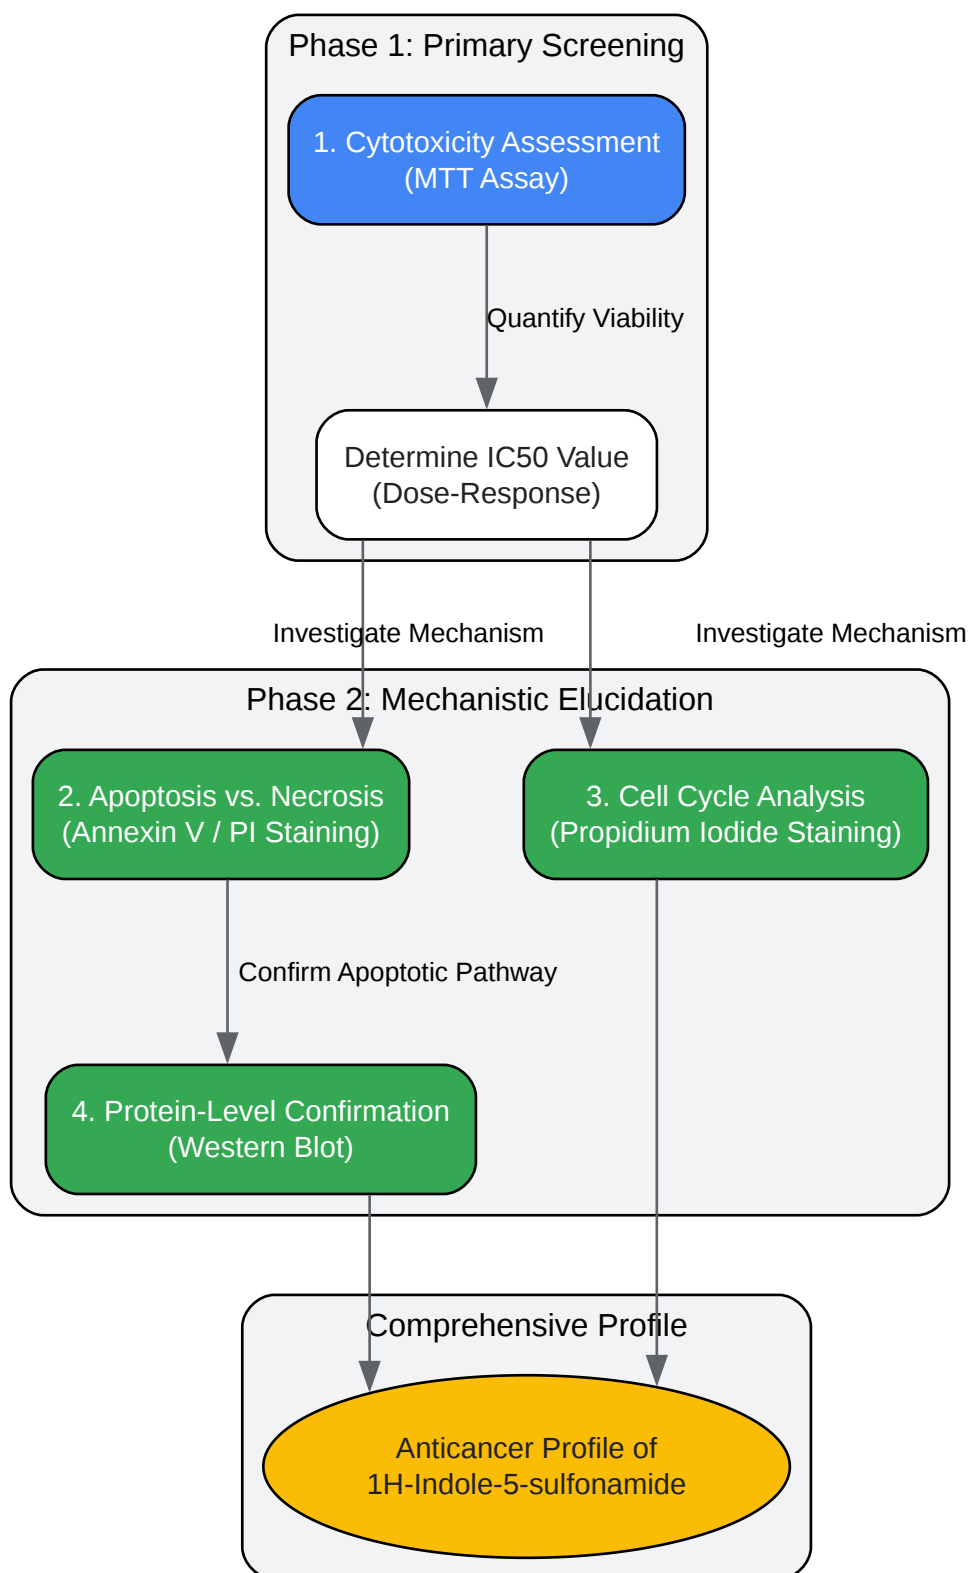 Phase 1: Primary Screening
1. Cytotoxicity Assessment
(MTT Assay)
Quantify Viability
Determine IC50 Value
(Dose-Response)
Investigate Mechanism
Investigate Mechanism
Phase 2: Mechanistic Elucidation
2. Apoptosis vs. Necrosis
(Annexin V / PI Staining)
3. Cell Cycle Analysis
(Propidium Iodide Staining)
Confirm Apoptotic Pathway
4. Protein-Level Confirmation
(Western Blot)
Comprehensive Profile
Anticancer Profile of
1H-Indole-5-sulfonamide